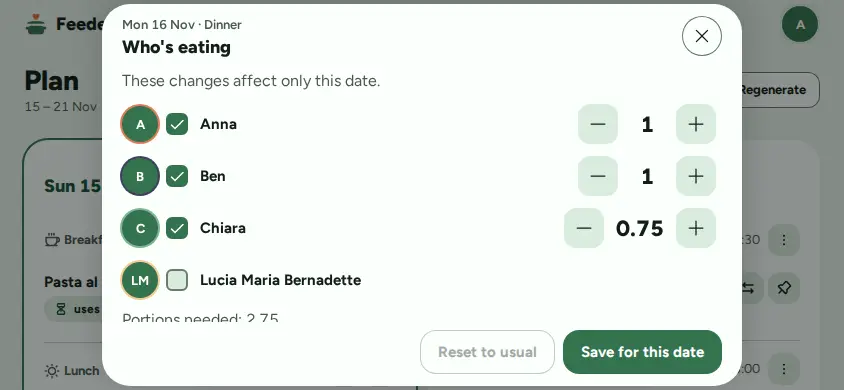 Mon 16 Nov · Dinner
Who's eating
These changes affect only this date.
A Anna 1
B Ben 1
C Chiara 0.75
LM Lucia Maria Bernadette
Portions needed: 2.75
Reset to usual
Save for this date
A
Plan
15 – 21 Nov
Regenerate
Sun 15
Pasta al
uses
Lunch